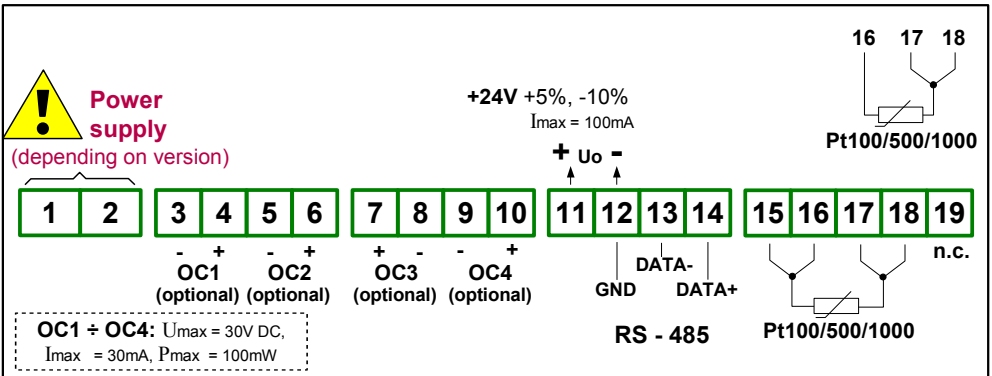 16 17 18
Pt100/500/1000
+24V +5%, -10%
Imax = 100mA
+ Uo -
Power
supply
(depending on version)
1 2 3 4 5 6 7 8 9 10 11 12 13 14 15 16 17 18 19
- + - + + - - +
OC1 OC2 OC3 OC4
(optional) (optional) (optional) (optional)
DATA-
GND DATA+
RS - 485
n.c.
Pt100/500/1000
OC1 ÷ OC4: Umax = 30V DC,
Imax = 30mA, Pmax = 100mW